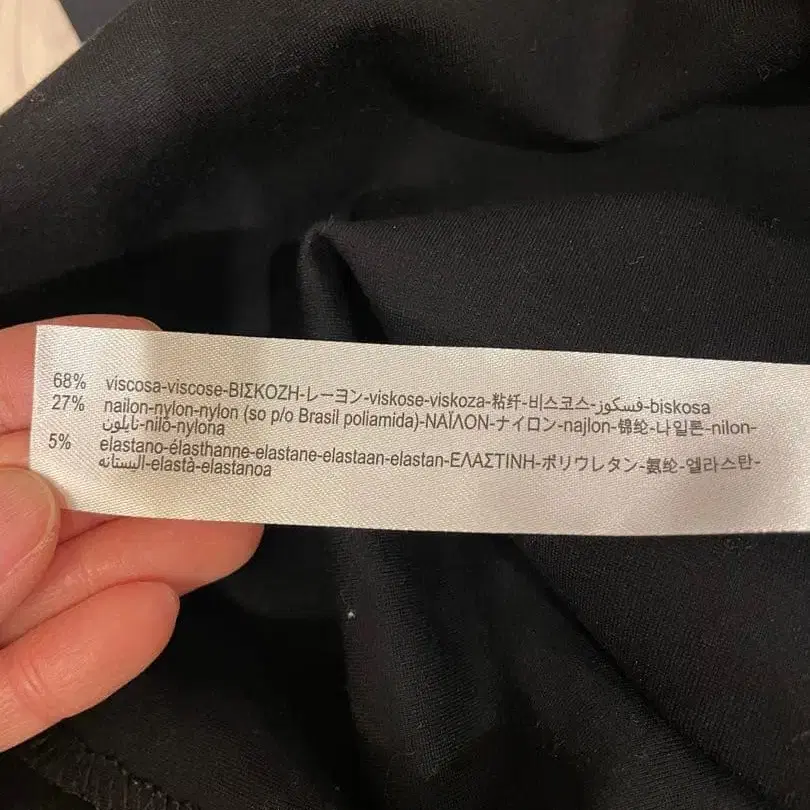 68% viscosa-viscose-ΒΙΣΚΟΖΗ-レーヨン-viskose-viskoza-粘纤-비스코스-فسكوز-biskosa
27% nailon-nylon-nylon (so p/o Brasil poliamida)-ΝΑΪΛΟΝ-ナイロン-najlon-锦纶-나일론-nilon-
نايلون-niló-nylona
5% elastano-élasthanne-elastane-elastaan-elastan-ΕΛΑΣΤΙΝΗ-ポリウレタン-氨纶-엘라스탄-
اليستانه-elastà-elastanoa